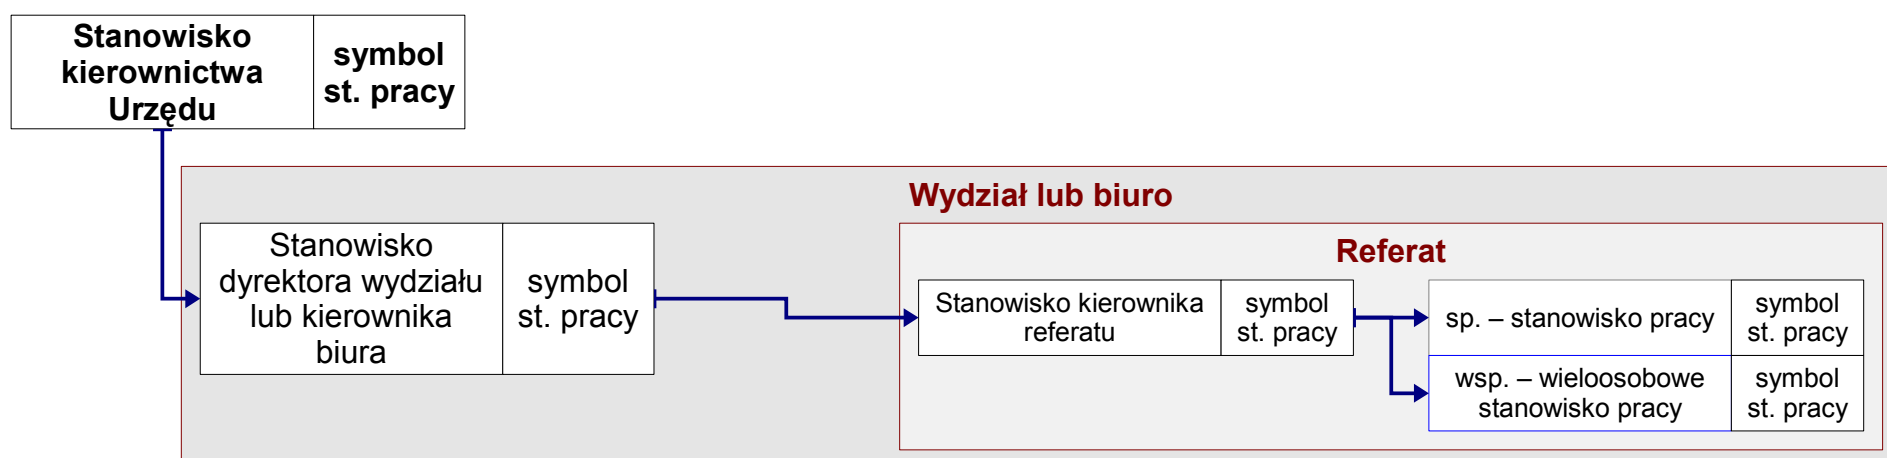 Stanowisko
kierownictwa
Urzędu
symbol
st. pracy
Wydział lub biuro
Stanowisko
dyrektora wydziału
lub kierownika
biura
symbol
st. pracy
Referat
Stanowisko kierownika
referatu
symbol
st. pracy
sp. – stanowisko pracy
symbol
st. pracy
wsp. – wieloosobowe
stanowisko pracy
symbol
st. pracy